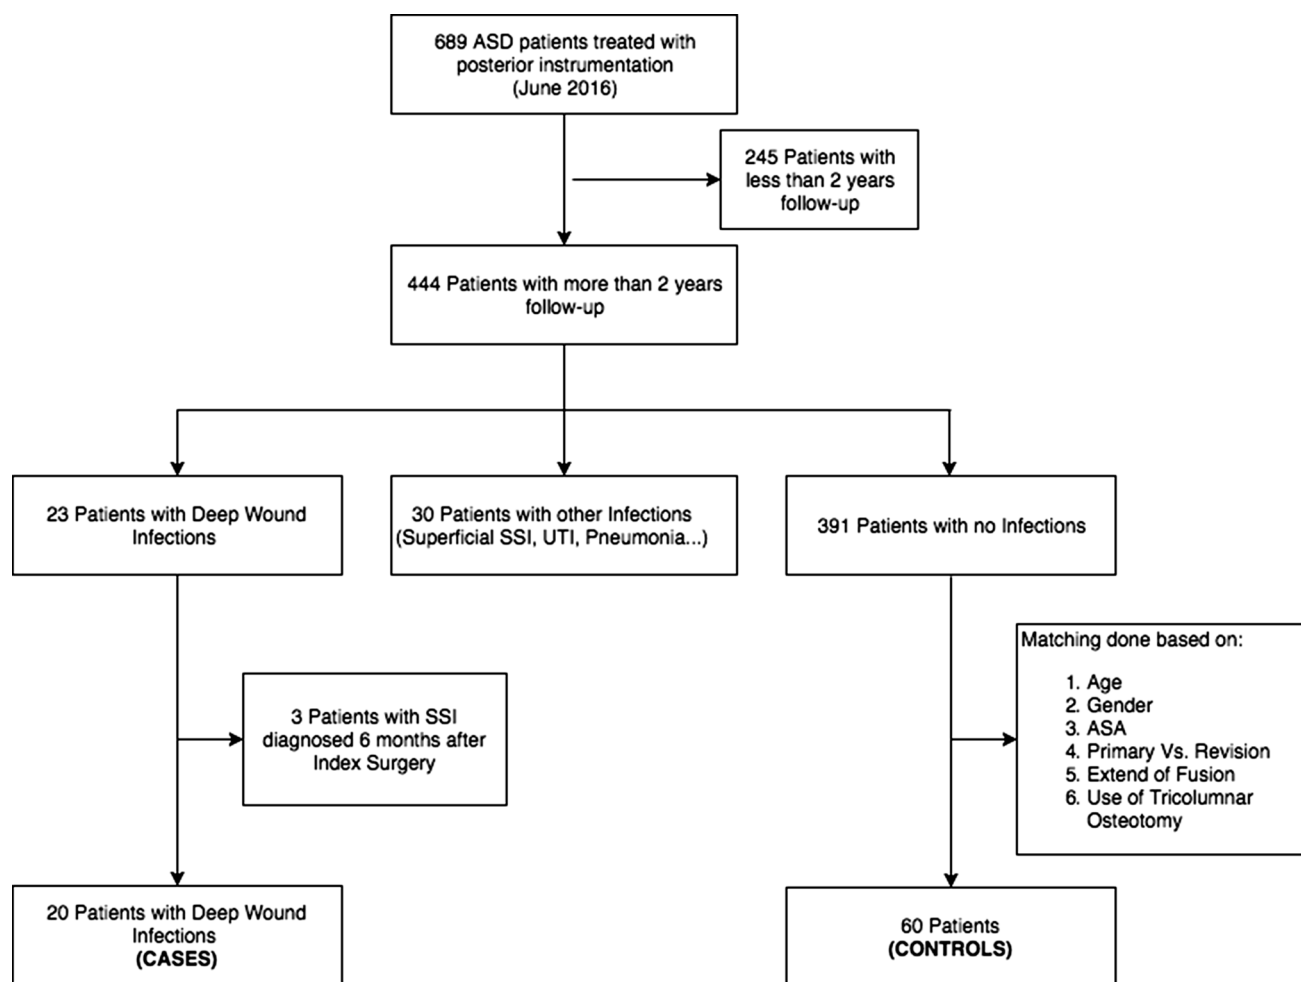 689 ASD patients treated with
posterior instrumentation
(June 2016)
245 Patients with
less than 2 years
follow-up
444 Patients with more than 2 years
follow-up
23 Patients with Deep Wound
Infections
30 Patients with other Infections
(Superficial SSI, UTI, Pneumonia...)
391 Patients with no Infections
Matching done based on:
1. Age
2. Gender
3. ASA
4. Primary Vs. Revision
5. Extend of Fusion
6. Use of Tricolumnar
Osteotomy
3 Patients with SSI
diagnosed 6 months after
Index Surgery
20 Patients with Deep Wound
Infections
(CASES)
60 Patients
(CONTROLS)